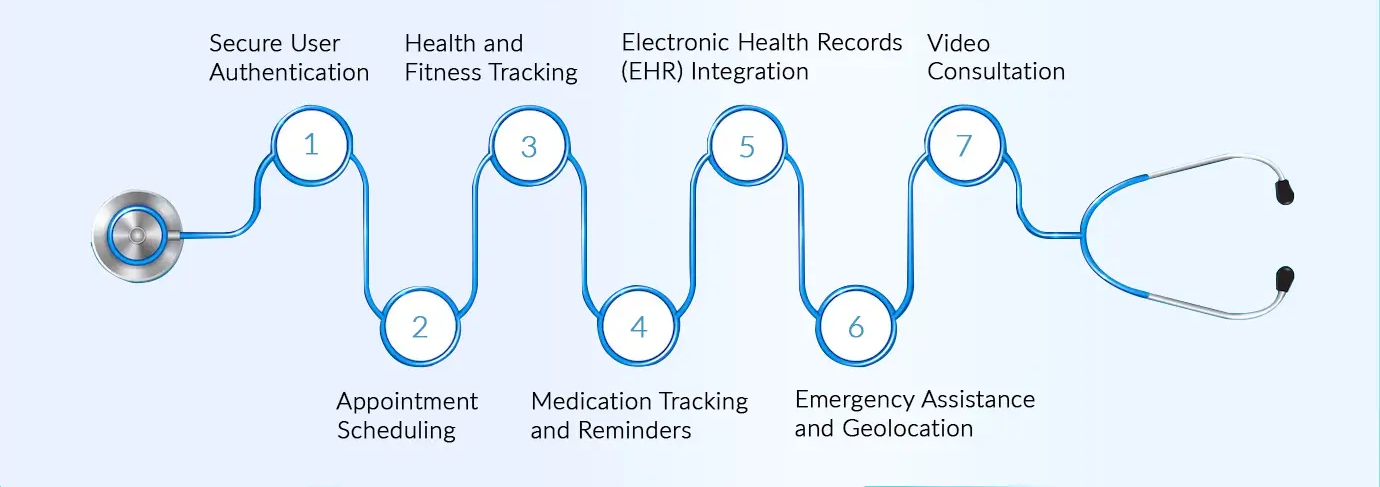 1
Secure User
Authentication
2
Appointment
Scheduling
3
Health and
Fitness Tracking
4
Medication Tracking
and Reminders
5
Electronic Health Records
(EHR) Integration
6
Emergency Assistance
and Geolocation
7
Video
Consultation